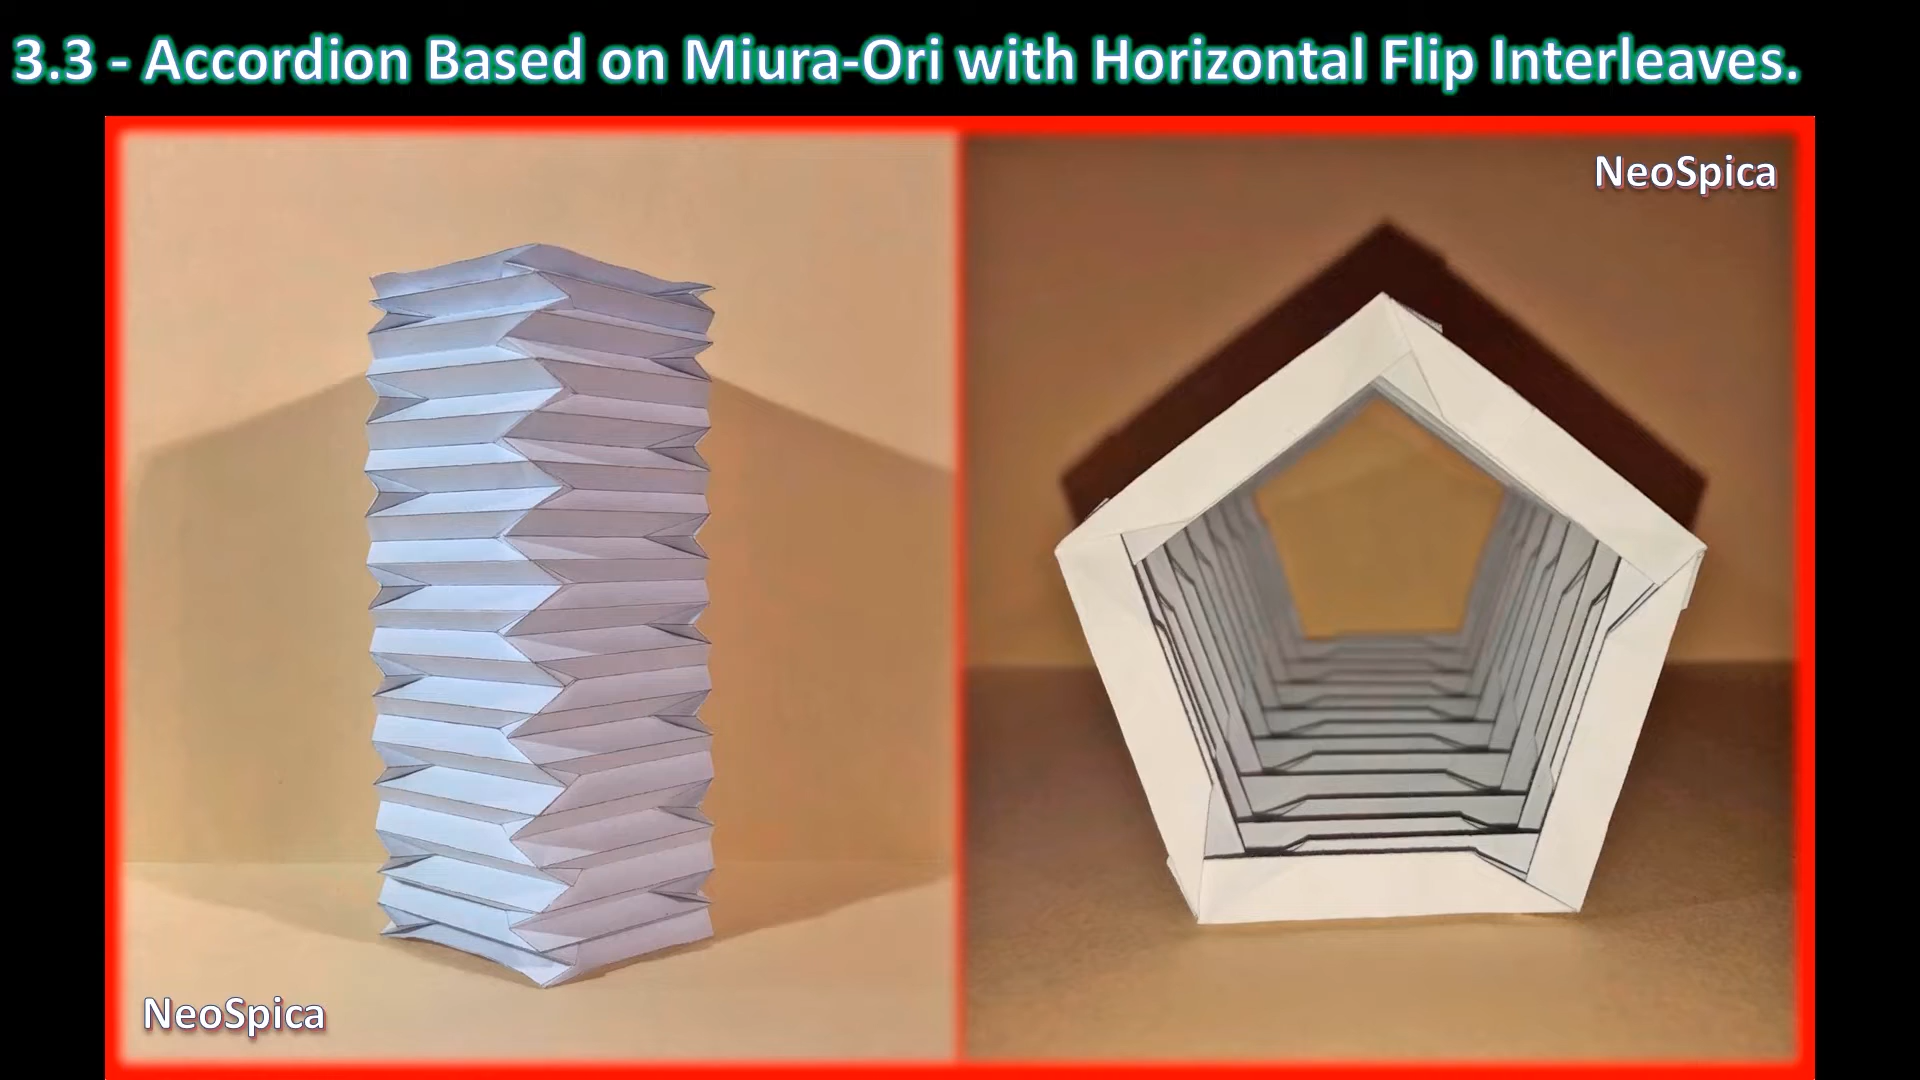 3.3 - Accordion Based on Miura-Ori with Horizontal Flip Interleaves.
NeoSpica
NeoSpica